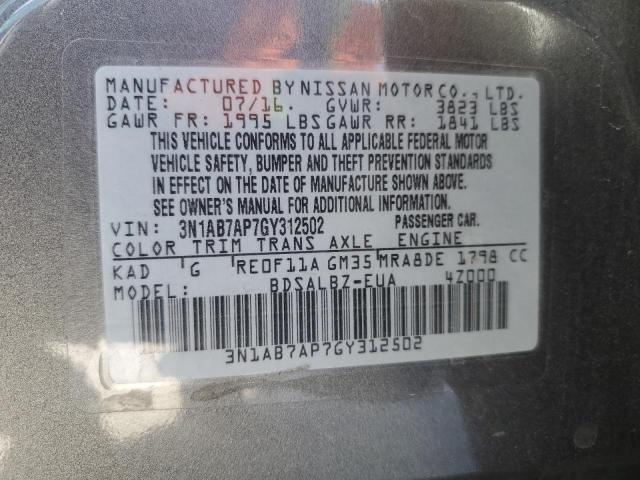 MANUFACTURED BY NISSAN MOTOR CO., LTD.
DATE: 07/16. GVWR: 3823 LBS
GAWR FR: 1995 LBS GAWR RR: 1841 LBS
THIS VEHICLE CONFORMS TO ALL APPLICABLE FEDERAL MOTOR
VEHICLE SAFETY, BUMPER AND THEFT PREVENTION STANDARDS
IN EFFECT ON THE DATE OF MANUFACTURE SHOWN ABOVE.
SEE OWNER'S MANUAL FOR ADDITIONAL INFORMATION.
VIN: 3N1AB7AP7GY312502 PASSENGER CAR.
COLOR TRIM TRANS AXLE ENGINE
KAD G RE0F11A GM35 MRA8DE 1798 CC
MODEL: BDSALBZ-EUA 4Z000
3N1AB7AP7GY312502